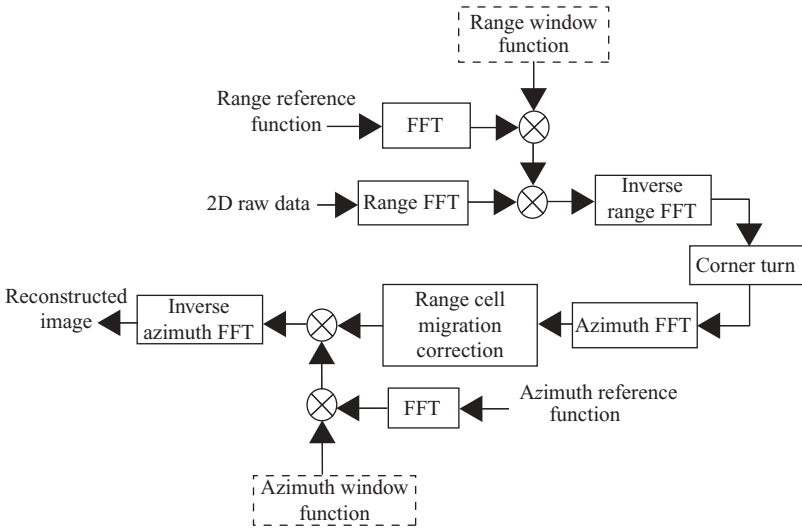 Range window
function
Range reference
function
FFT
2D raw data
Range FFT
Inverse
range FFT
Corner turn
Reconstructed
image
Inverse
azimuth FFT
Range cell
migration
correction
Azimuth FFT
FFT
Azimuth reference
function
Azimuth window
function